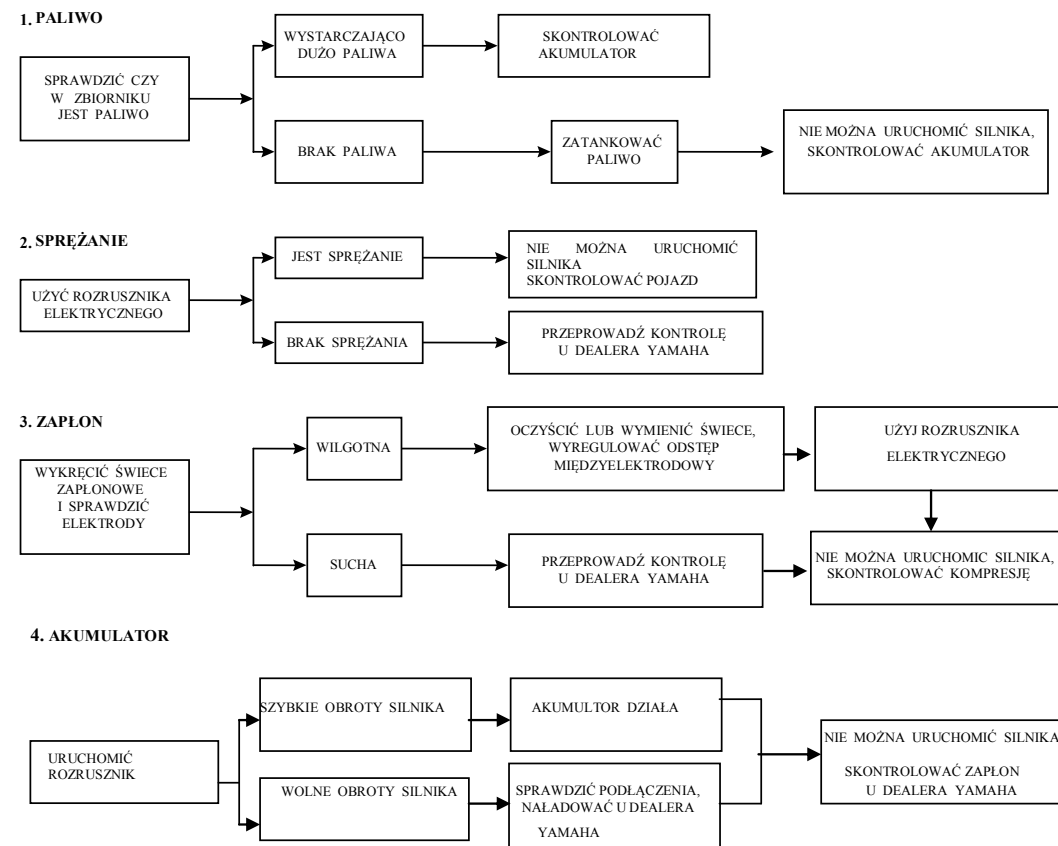 1. PALIWO
SPRAWDZIĆ CZY
W ZBIORNIKU
JEST PALIWO
WYSTARCZAJĄCO
DUŻO PALIWA
SKONTROLOWAĆ
AKUMULATOR
BRAK PALIWA
ZATANKOWAĆ
PALIWO
NIE MOŻNA URUCHOMIĆ SILNIKA,
SKONTROLOWAĆ AKUMULATOR
2. SPRĘŻANIE
UŻYĆ ROZRUSZNIKA
ELEKTRYCZNEGO
JEST SPRĘŻANIE
NIE MOŻNA URUCHOMIĆ
SILNIKA
SKONTROLOWAĆ POJAZD
BRAK SPRĘŻANIA
PRZEPROWADŹ KONTROLĘ
U DEALERA YAMAHA
3. ZAPŁON
WYKRĘCIĆ ŚWIECE
ZAPŁONOWE
I SPRAWDZIĆ
ELEKTRODY
WILGOTNA
OCZYŚCIĆ LUB WYMIENIĆ ŚWIECE,
WYREGULOWAĆ ODSTĘP
MIĘDZYELEKTRODOWY
UŻYJ ROZRUSZNIKA
ELEKTRYCZNEGO
SUCHA
PRZEPROWADŹ KONTROLĘ
U DEALERA YAMAHA
NIE MOŻNA URUCHOMIC SILNIKA,
SKONTROLOWAĆ KOMPRESJĘ
4. AKUMULATOR
URUCHOMIĆ
ROZRUSZNIK
SZYBKIE OBROTY SILNIKA
AKUMULTOR DZIAŁA
WOLNE OBROTY SILNIKA
SPRAWDZIĆ PODŁĄCZENIA,
NAŁADOWAĆ U DEALERA
YAMAHA
NIE MOŻNA URUCHOMIĆ SILNIKA
SKONTROLOWAĆ ZAPŁON
U DEALERA YAMAHA